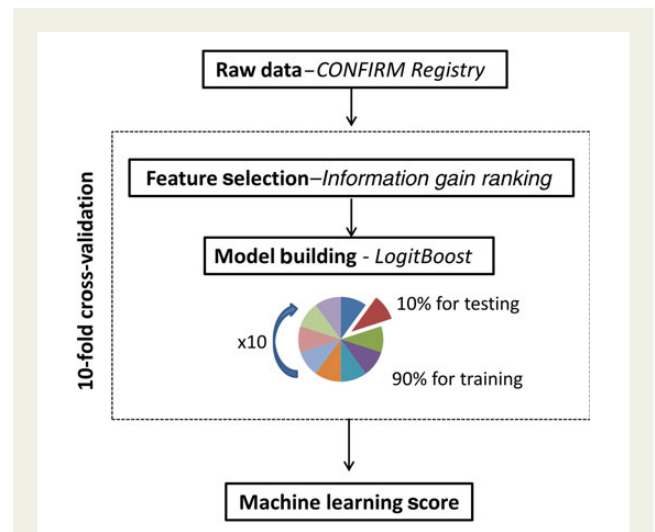 Raw data–CONFIRM Registry
10-fold cross-validation
Feature selection–Information gain ranking
Model building - LogitBoost
10% for testing
x10
90% for training
Machine learning score